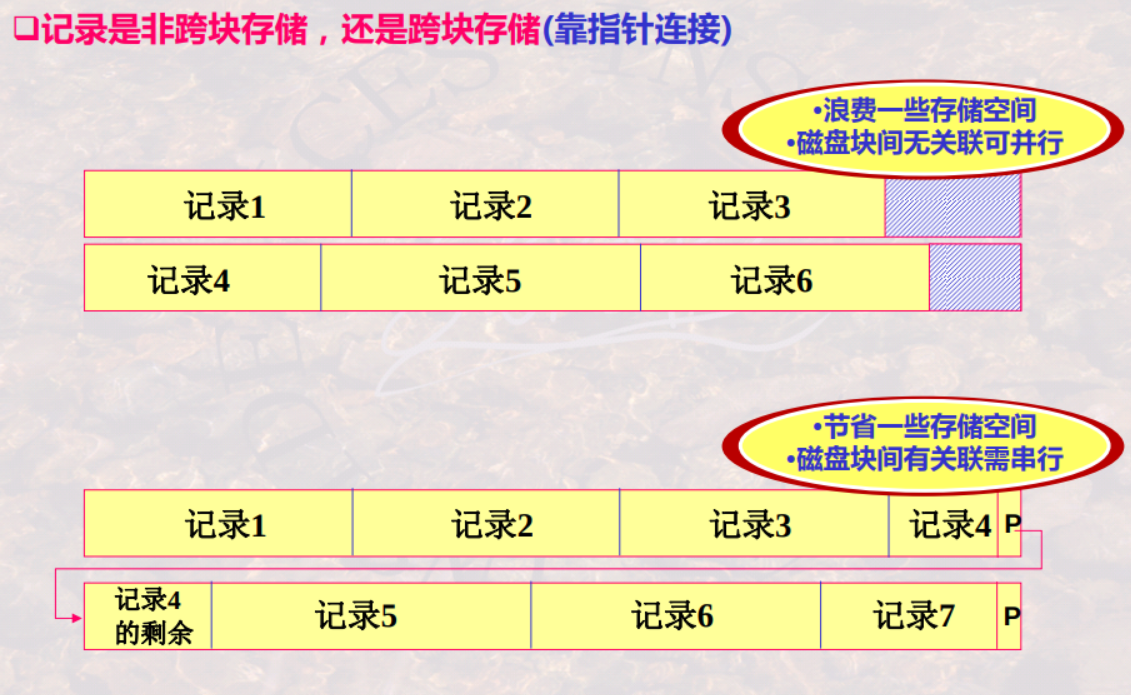 ❑记录是非跨块存储，还是跨块存储(靠指针连接)
•浪费一些存储空间
•磁盘块间无关联可并行
记录1 记录2 记录3
记录4 记录5 记录6
•节省一些存储空间
•磁盘块间有关联需串行
记录1 记录2 记录3 记录4 P
记录4
的剩余 记录5 记录6 记录7 P